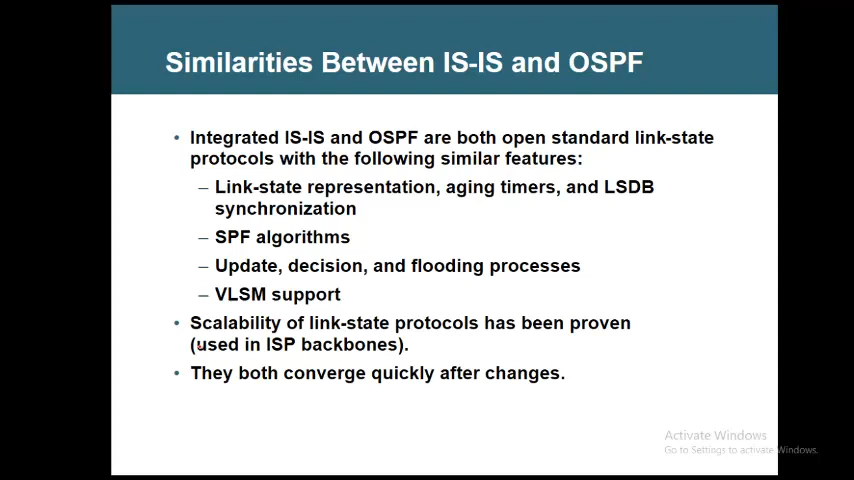 Similarities Between IS-IS and OSPF
• Integrated IS-IS and OSPF are both open standard link-state
protocols with the following similar features:
– Link-state representation, aging timers, and LSDB
synchronization
– SPF algorithms
– Update, decision, and flooding processes
– VLSM support
• Scalability of link-state protocols has been proven
(used in ISP backbones).
• They both converge quickly after changes.
Activate Windows
Go to Settings to activate Windows.